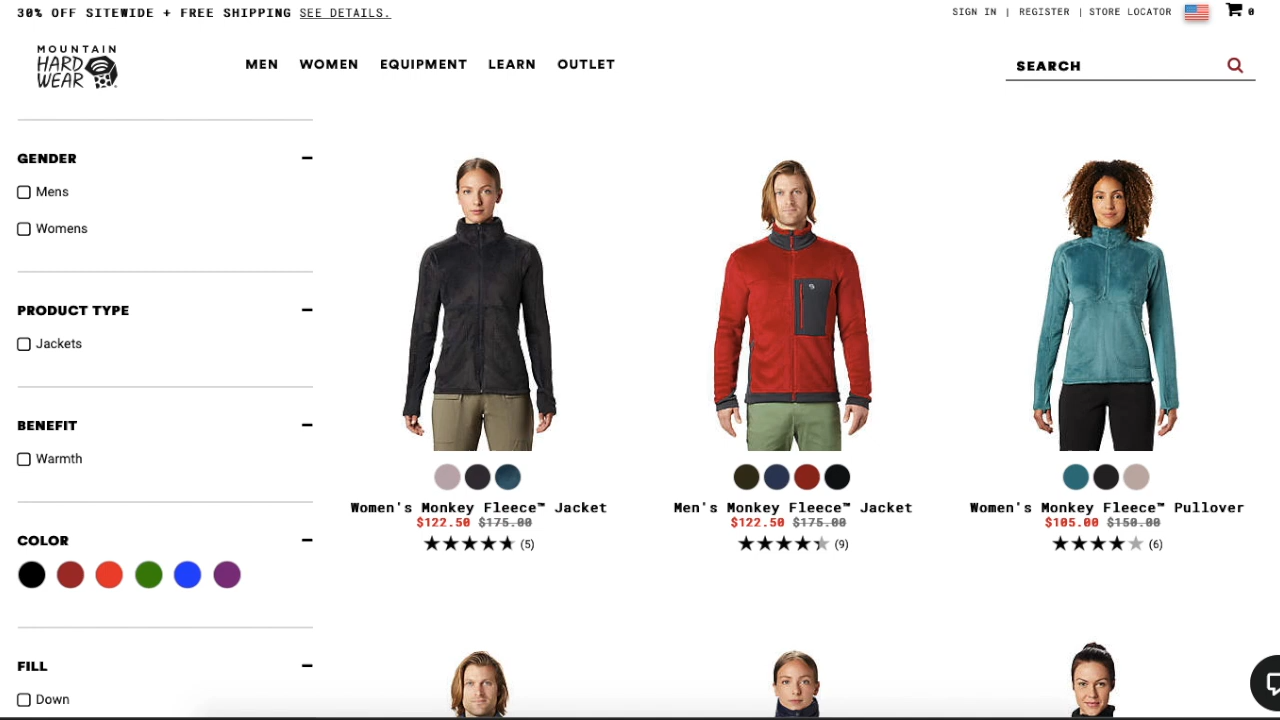 30% OFF SITEWIDE + FREE SHIPPING SEE DETAILS.
SIGN IN | REGISTER | STORE LOCATOR 0
MOUNTAIN
HARD
WEAR
MEN WOMEN EQUIPMENT LEARN OUTLET
SEARCH
GENDER
Mens
Womens
PRODUCT TYPE
Jackets
BENEFIT
Warmth
COLOR
FILL
Down
Women's Monkey Fleece™ Jacket
$122.50 $175.00
(5)
Men's Monkey Fleece™ Jacket
$122.50 $175.00
(9)
Women's Monkey Fleece™ Pullover
$105.00 $150.00
(6)